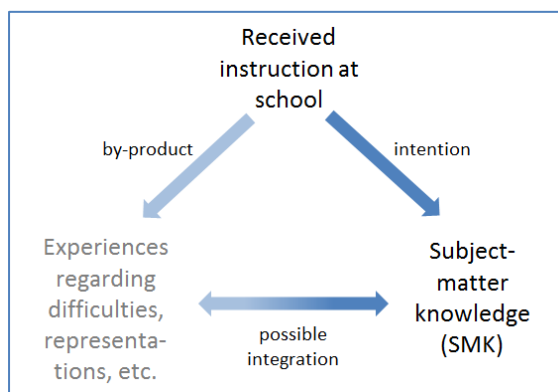 Received
instruction at
school
by-product
intention
Experiences
regarding
difficulties,
representa-
tions, etc.
possible
integration
Subject-
matter
knowledge
(SMK)